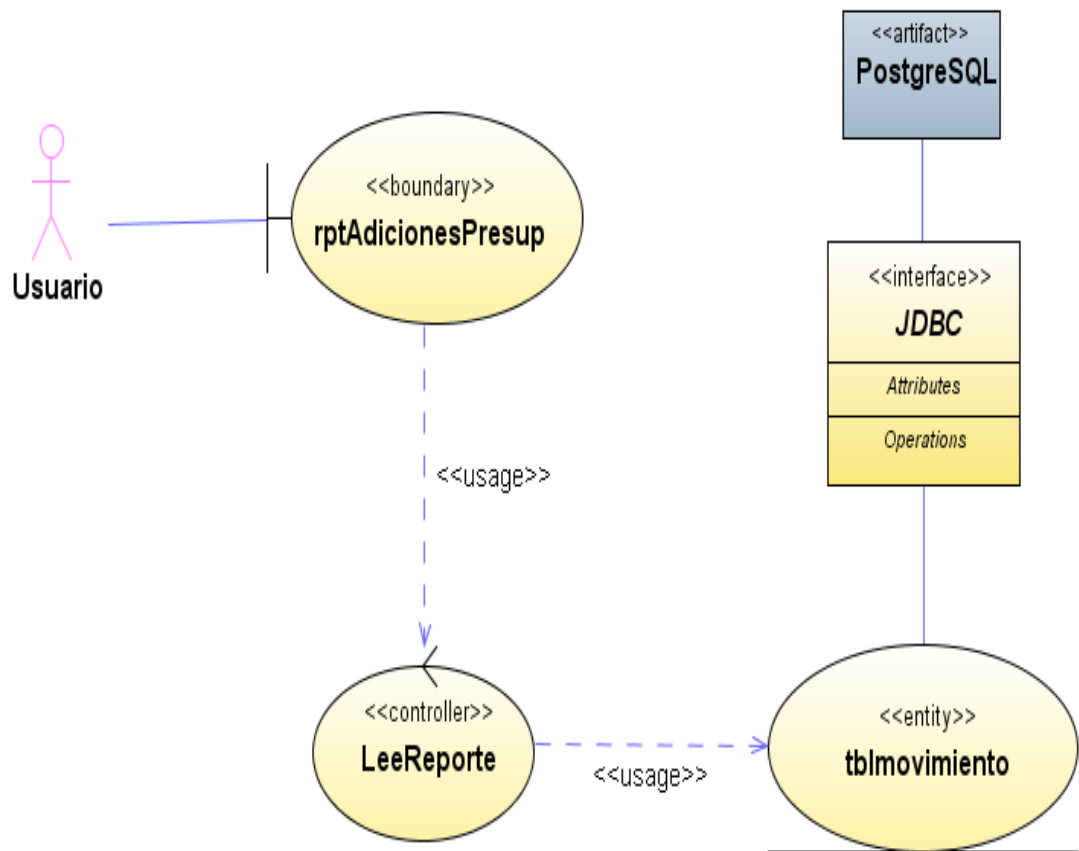 <<artifact>>
PostgreSQL
<<boundary>>
rptAdicionesPresup
Usuario
<<interface>>
JDBC
Attributes
Operations
<<usage>>
<<controller>>
LeeReporte
<<usage>>
<<entity>>
tblmovimiento